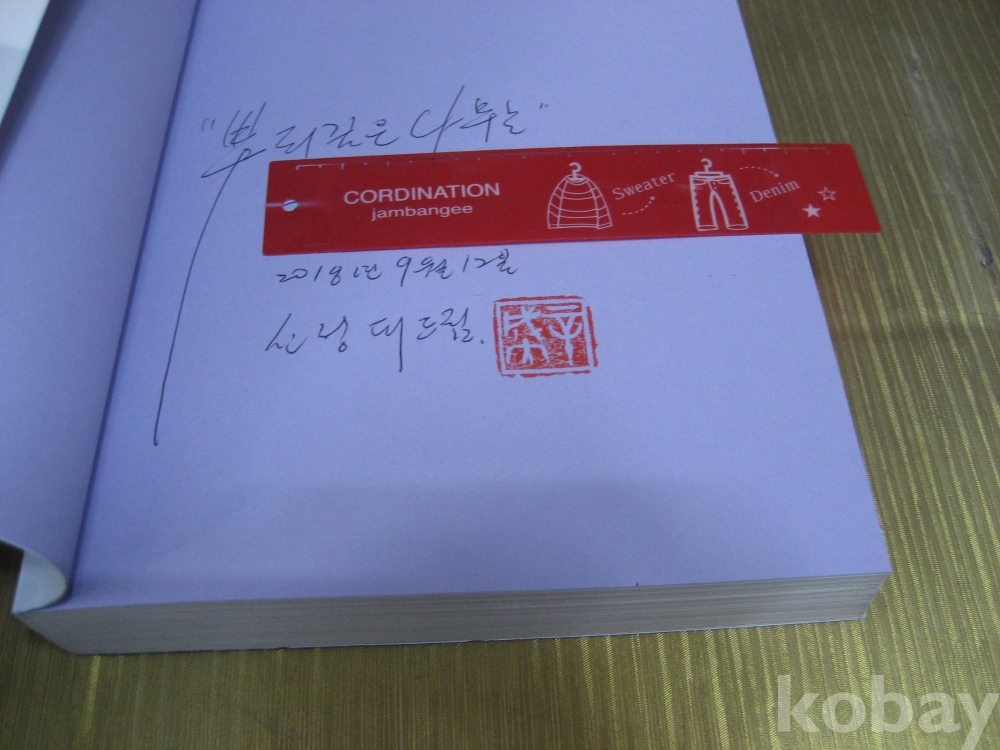 "뿌리깊은나무는"
CORDINATION
jambangee
Sweater
Denim
2018년 9월 12일
신낭 대드림.
kobay